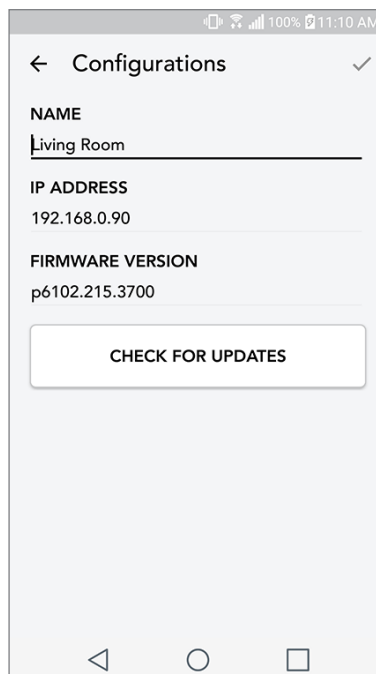 100% 11:10 AM
Configurations
NAME
Living Room
IP ADDRESS
192.168.0.90
FIRMWARE VERSION
p6102.215.3700
CHECK FOR UPDATES